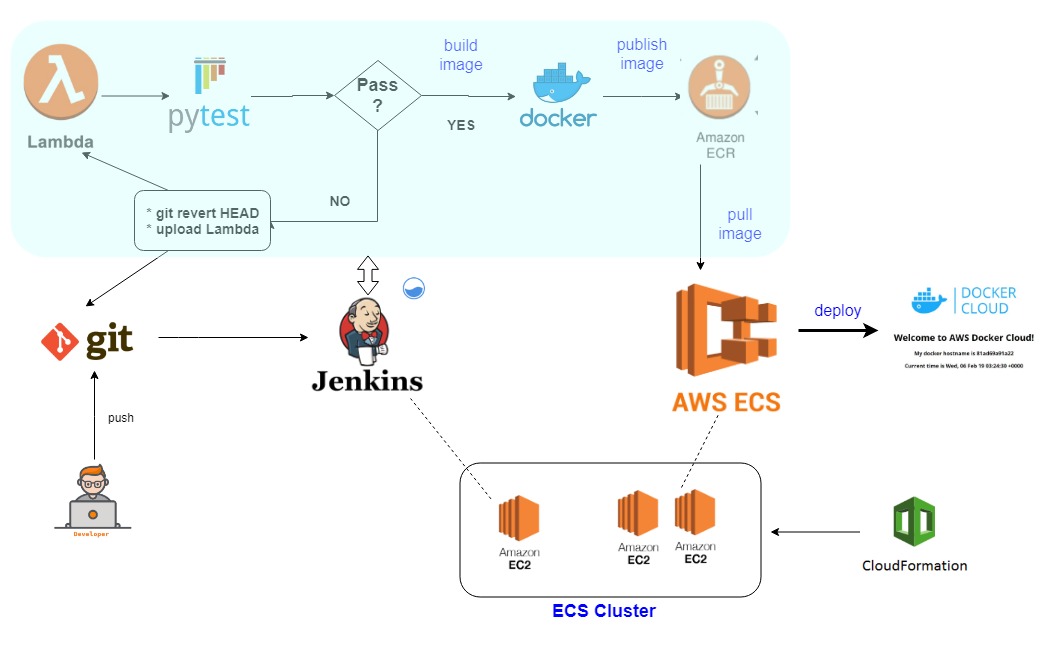 build
image
publish
image
Pass
?
pytest
docker
YES
Lambda
Amazon
ECR
* git revert HEAD
* upload Lambda
NO
pull
image
git
Jenkins
AWS ECS
deploy
DOCKER
CLOUD
Welcome to AWS Docker Cloud!
My docker hostname is 81ad69a91a22
Current time is Wed, 06 Feb 19 03:24:30 +0000
push
Developer
Amazon
EC2
Amazon
EC2
Amazon
EC2
CloudFormation
ECS Cluster